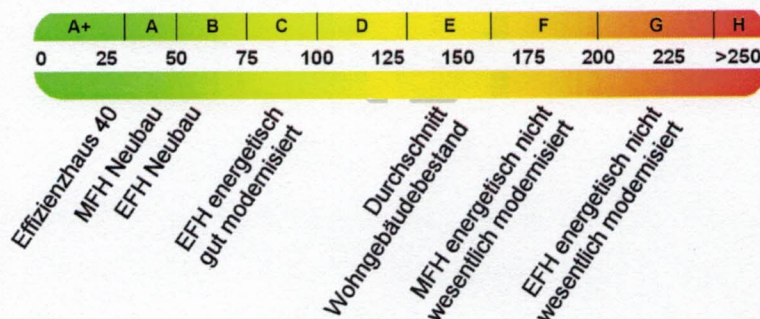 A+ A B C D E F G H
0 25 50 75 100 125 150 175 200 225 >250
Effizienzhaus 40
MFH Neubau
EFH Neubau
EFH energetisch
gut modernisiert
Durchschnitt
Wohngebäudebestand
MFH energetisch nicht
wesentlich modernisiert
EFH energetisch nicht
wesentlich modernisiert